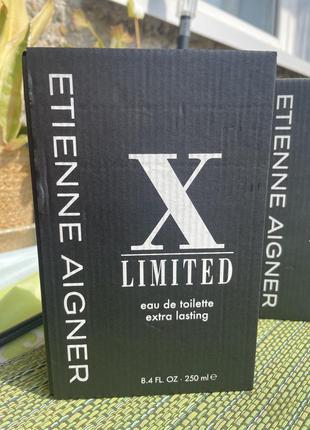 ETIENNE AIGNER
X
LIMITED
eau de toilette
extra lasting
8.4 FL. OZ · 250 ml ℮
ETIENNE AIGNER